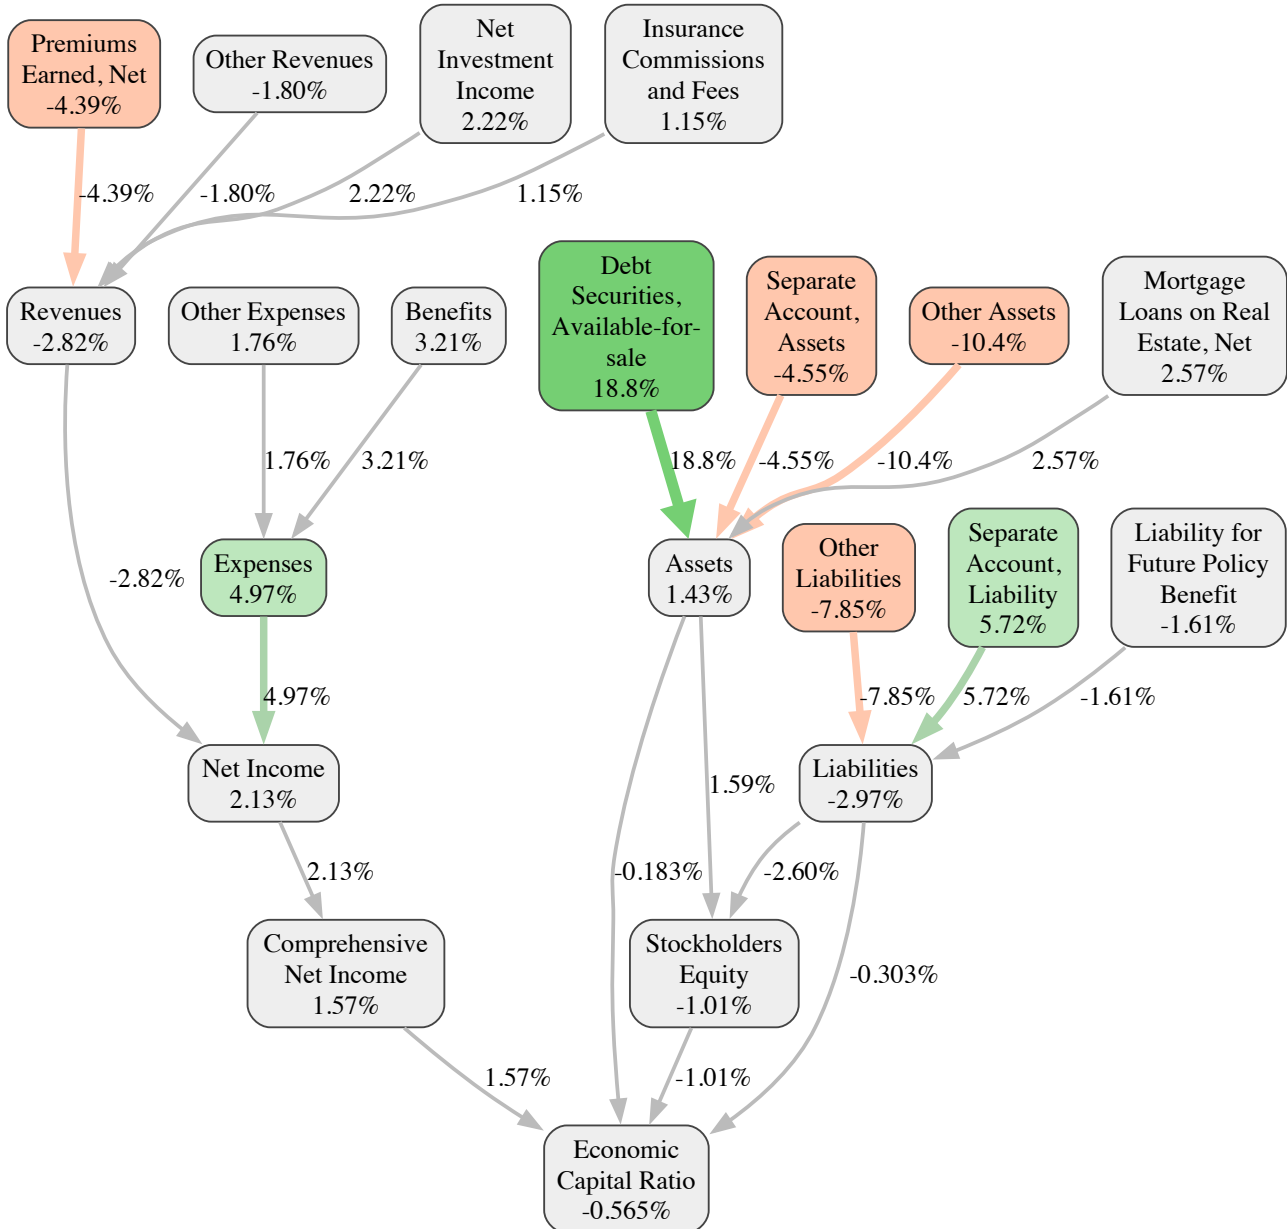 Premiums
Earned, Net
-4.39%
Other Revenues
-1.80%
Net
Investment
Income
2.22%
Insurance
Commissions
and Fees
1.15%
-4.39%
-1.80%
2.22%
1.15%
Revenues
-2.82%
Other Expenses
1.76%
Benefits
3.21%
Debt
Securities,
Available-for-
sale
18.8%
Separate
Account,
Assets
-4.55%
Other Assets
-10.4%
Mortgage
Loans on Real
Estate, Net
2.57%
1.76%
3.21%
18.8%
-4.55%
-10.4%
2.57%
-2.82%
Expenses
4.97%
Assets
1.43%
Other
Liabilities
-7.85%
Separate
Account,
Liability
5.72%
Liability for
Future Policy
Benefit
-1.61%
4.97%
-7.85%
5.72%
-1.61%
Net Income
2.13%
1.59%
Liabilities
-2.97%
2.13%
-0.183%
-2.60%
Comprehensive
Net Income
1.57%
Stockholders
Equity
-1.01%
-0.303%
1.57%
-1.01%
Economic
Capital Ratio
-0.565%